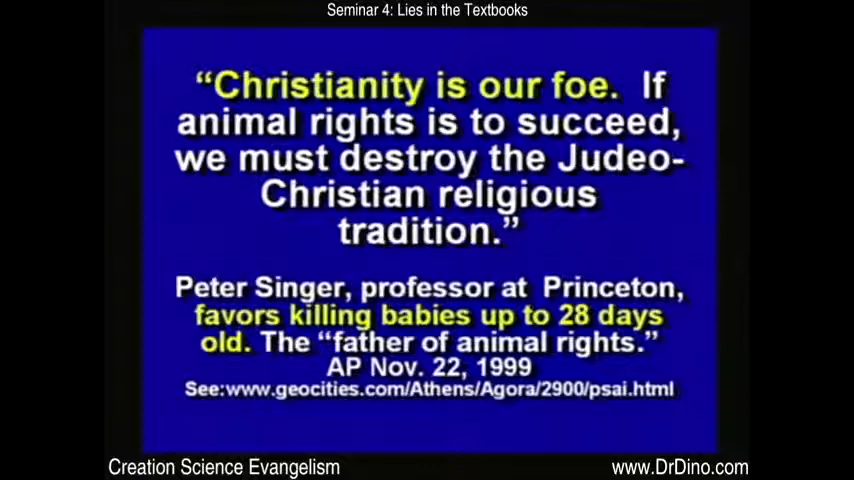 Seminar 4: Lies in the Textbooks
“Christianity is our foe. If
animal rights is to succeed,
we must destroy the Judeo-
Christian religious
tradition.”
Peter Singer, professor at Princeton,
favors killing babies up to 28 days
old. The “father of animal rights.”
AP Nov. 22, 1999
See:www.geocities.com/Athens/Agora/2900/psai.html
Creation Science Evangelism
www.DrDino.com